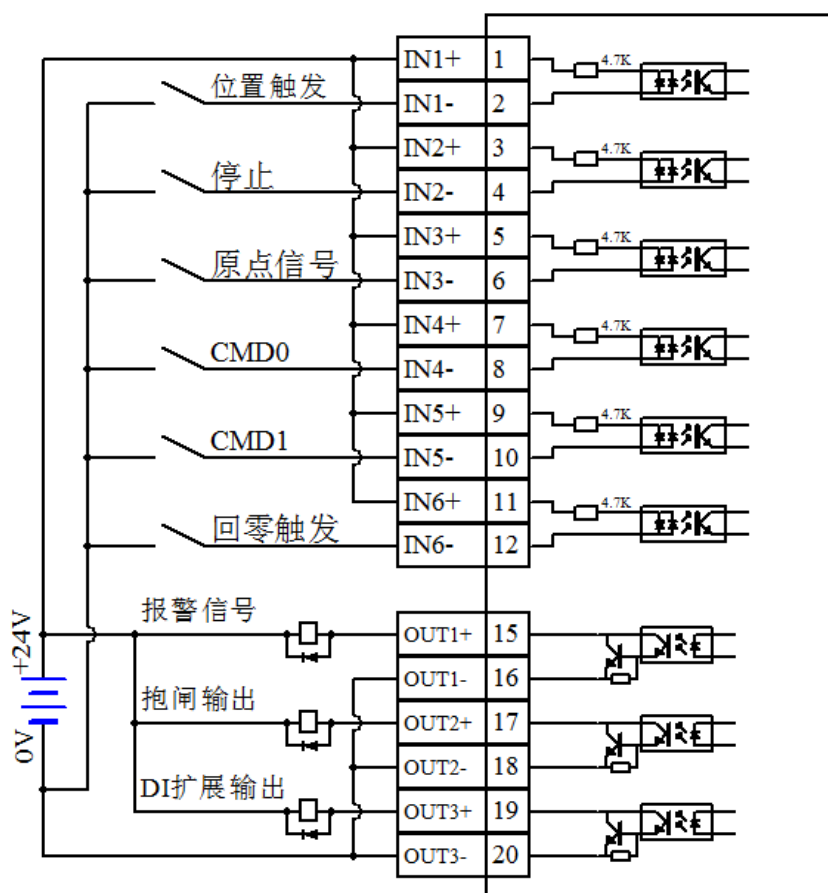 IN1+ 1 4.7K
位置触发 IN1- 2
IN2+ 3 4.7K
停止 IN2- 4
IN3+ 5 4.7K
原点信号 IN3- 6
IN4+ 7 4.7K
CMD0 IN4- 8
IN5+ 9 4.7K
CMD1 IN5- 10
IN6+ 11 4.7K
回零触发 IN6- 12
报警信号 OUT1+ 15
+24V
OUT1- 16
抱闸输出 OUT2+ 17
0V
OUT2- 18
DI扩展输出 OUT3+ 19
OUT3- 20